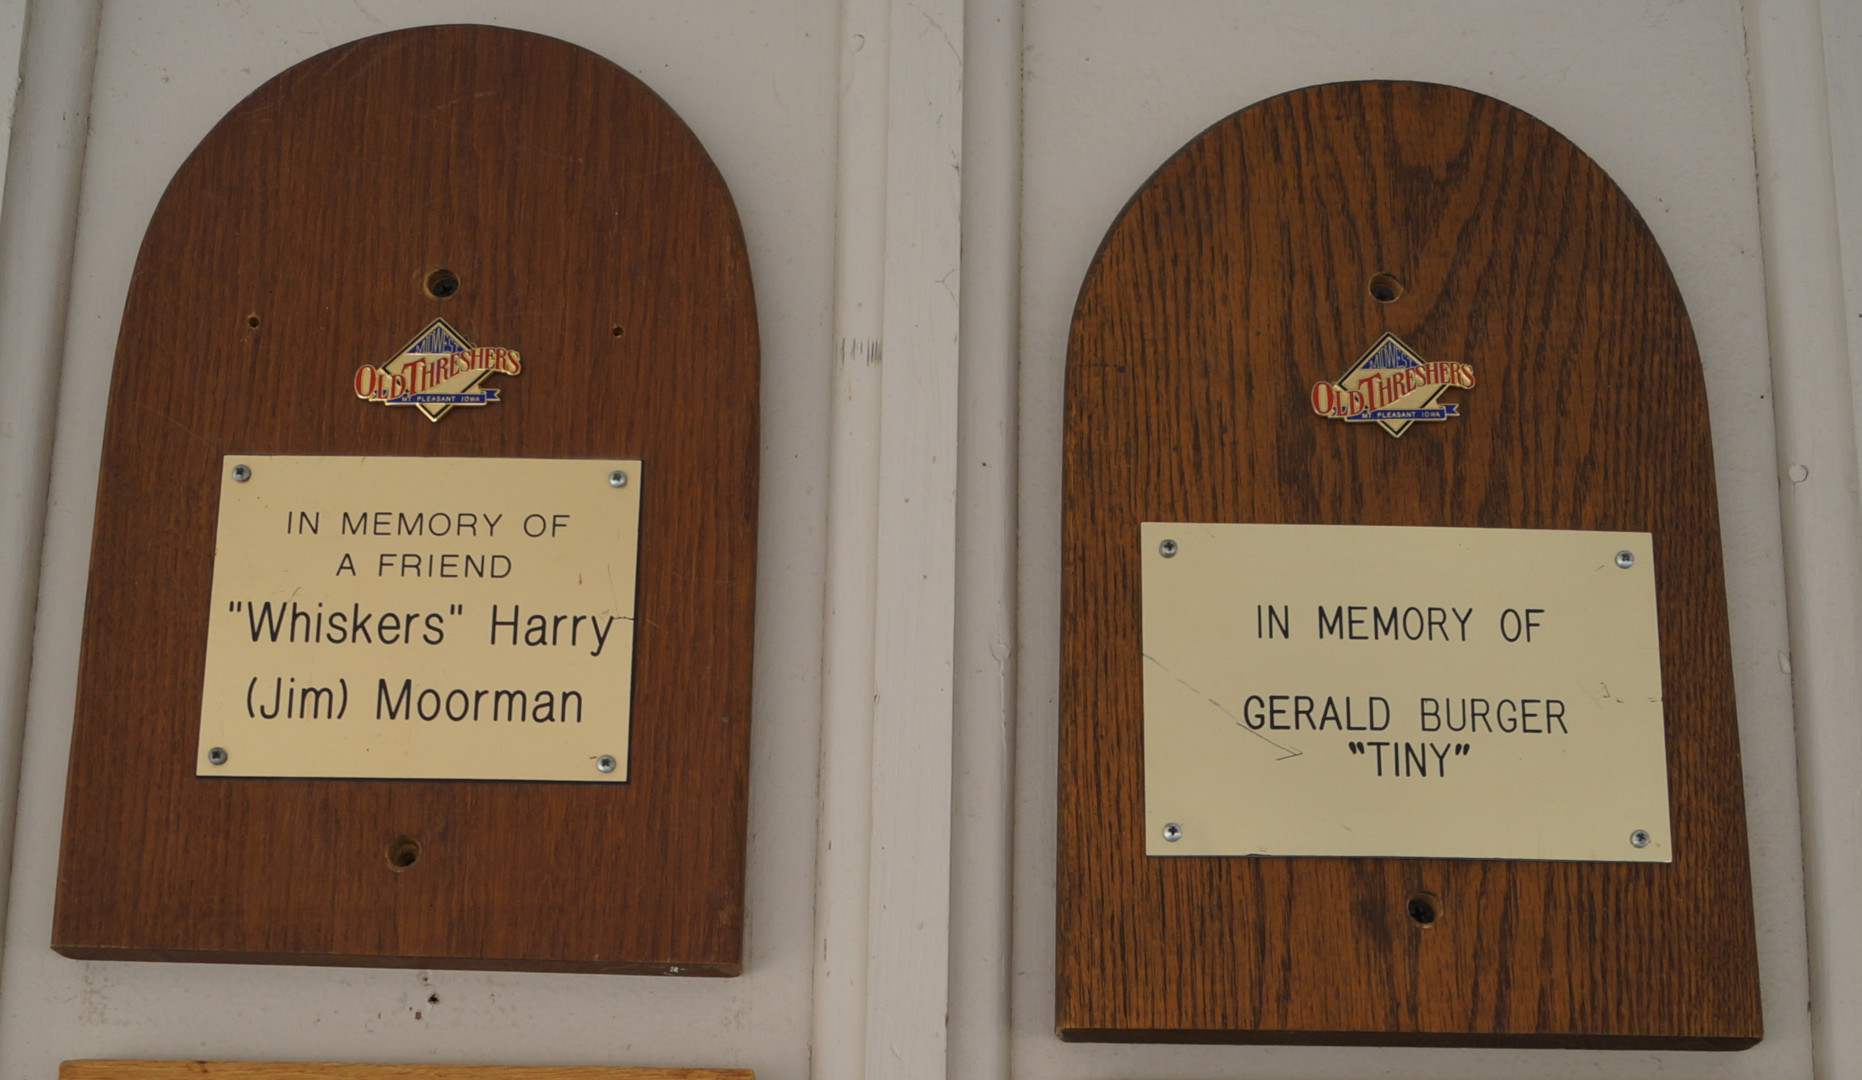 MIDWEST
OLD THRESHERS
MT PLEASANT IOWA
IN MEMORY OF
A FRIEND
"Whiskers" Harry
(Jim) Moorman
MIDWEST
OLD THRESHERS
MT PLEASANT IOWA
IN MEMORY OF
GERALD BURGER
"TINY"